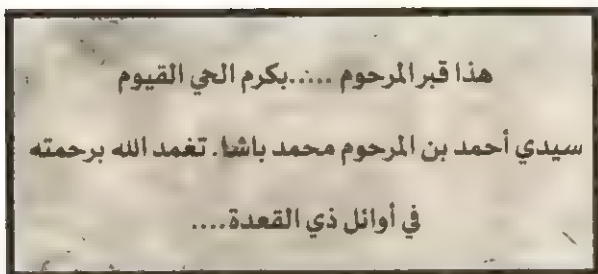 هذا قبر المرحوم .....بكرم الحي القيوم
سيدي أحمد بن المرحوم محمد باشا. تغمد الله برحمته
في أوائل ذي القعدة....